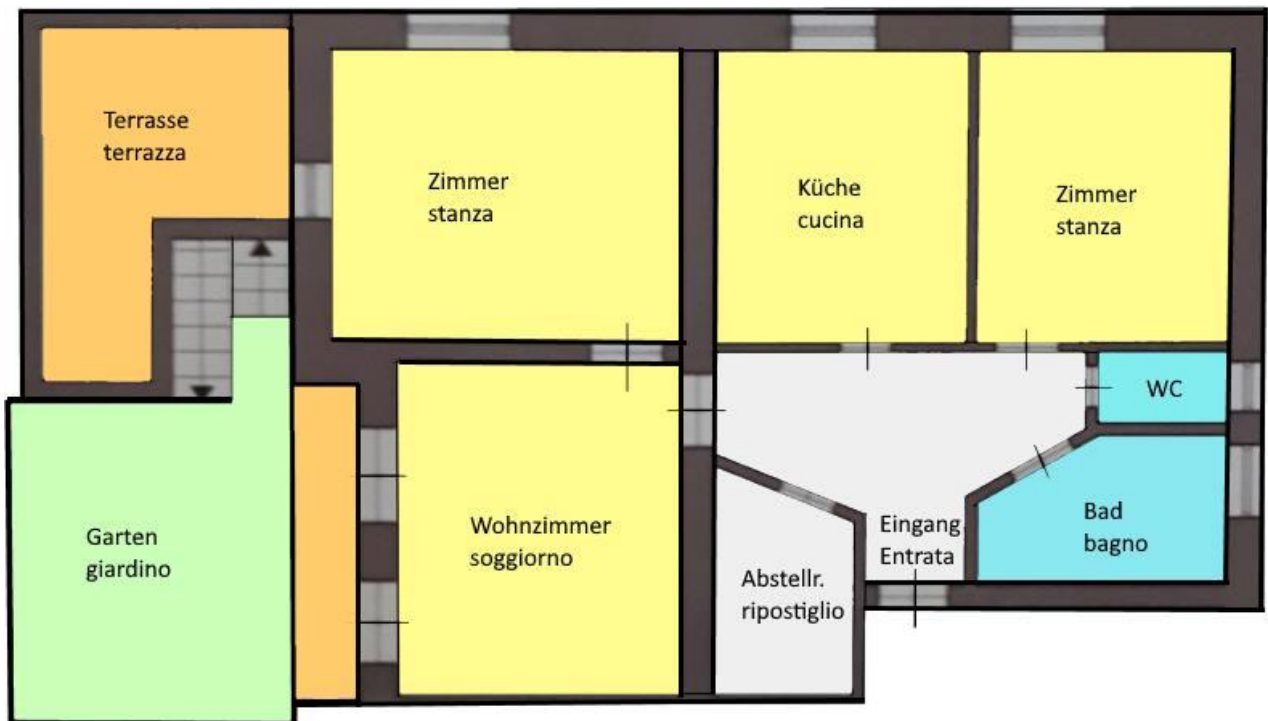 Terrasse
terrazza
Zimmer
stanza
Küche
cucina
Zimmer
stanza
WC
Garten
giardino
Wohnzimmer
soggiorno
Abstellr.
ripostiglio
Eingang
Entrata
Bad
bagno